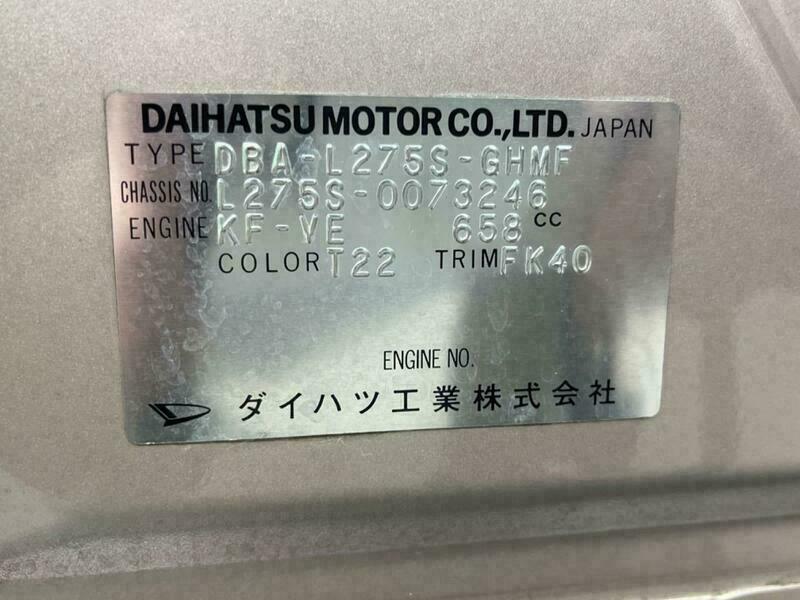 DAIHATSU MOTOR CO.,LTD. JAPAN
TYPE DBA-L275S-GHMF
CHASSIS NO. L275S-0073246
ENGINE KF-VE 658 CC
COLOR T22 TRIM FK40
ENGINE NO.
ダイハツ工業株式会社